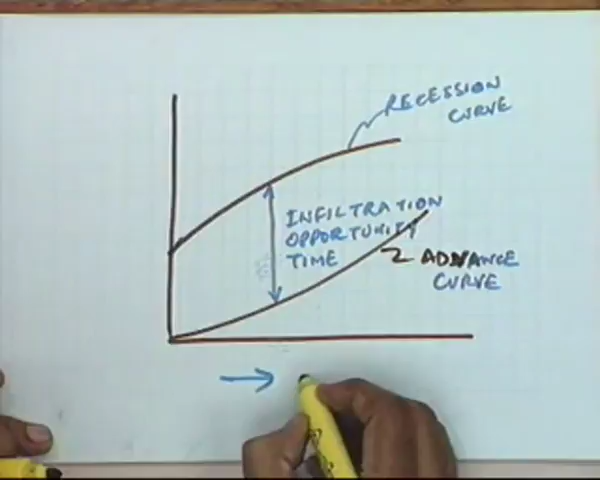 RECESSION
CURVE
INFILTRATION
OPPORTUNITY
TIME
ADVANCE
CURVE